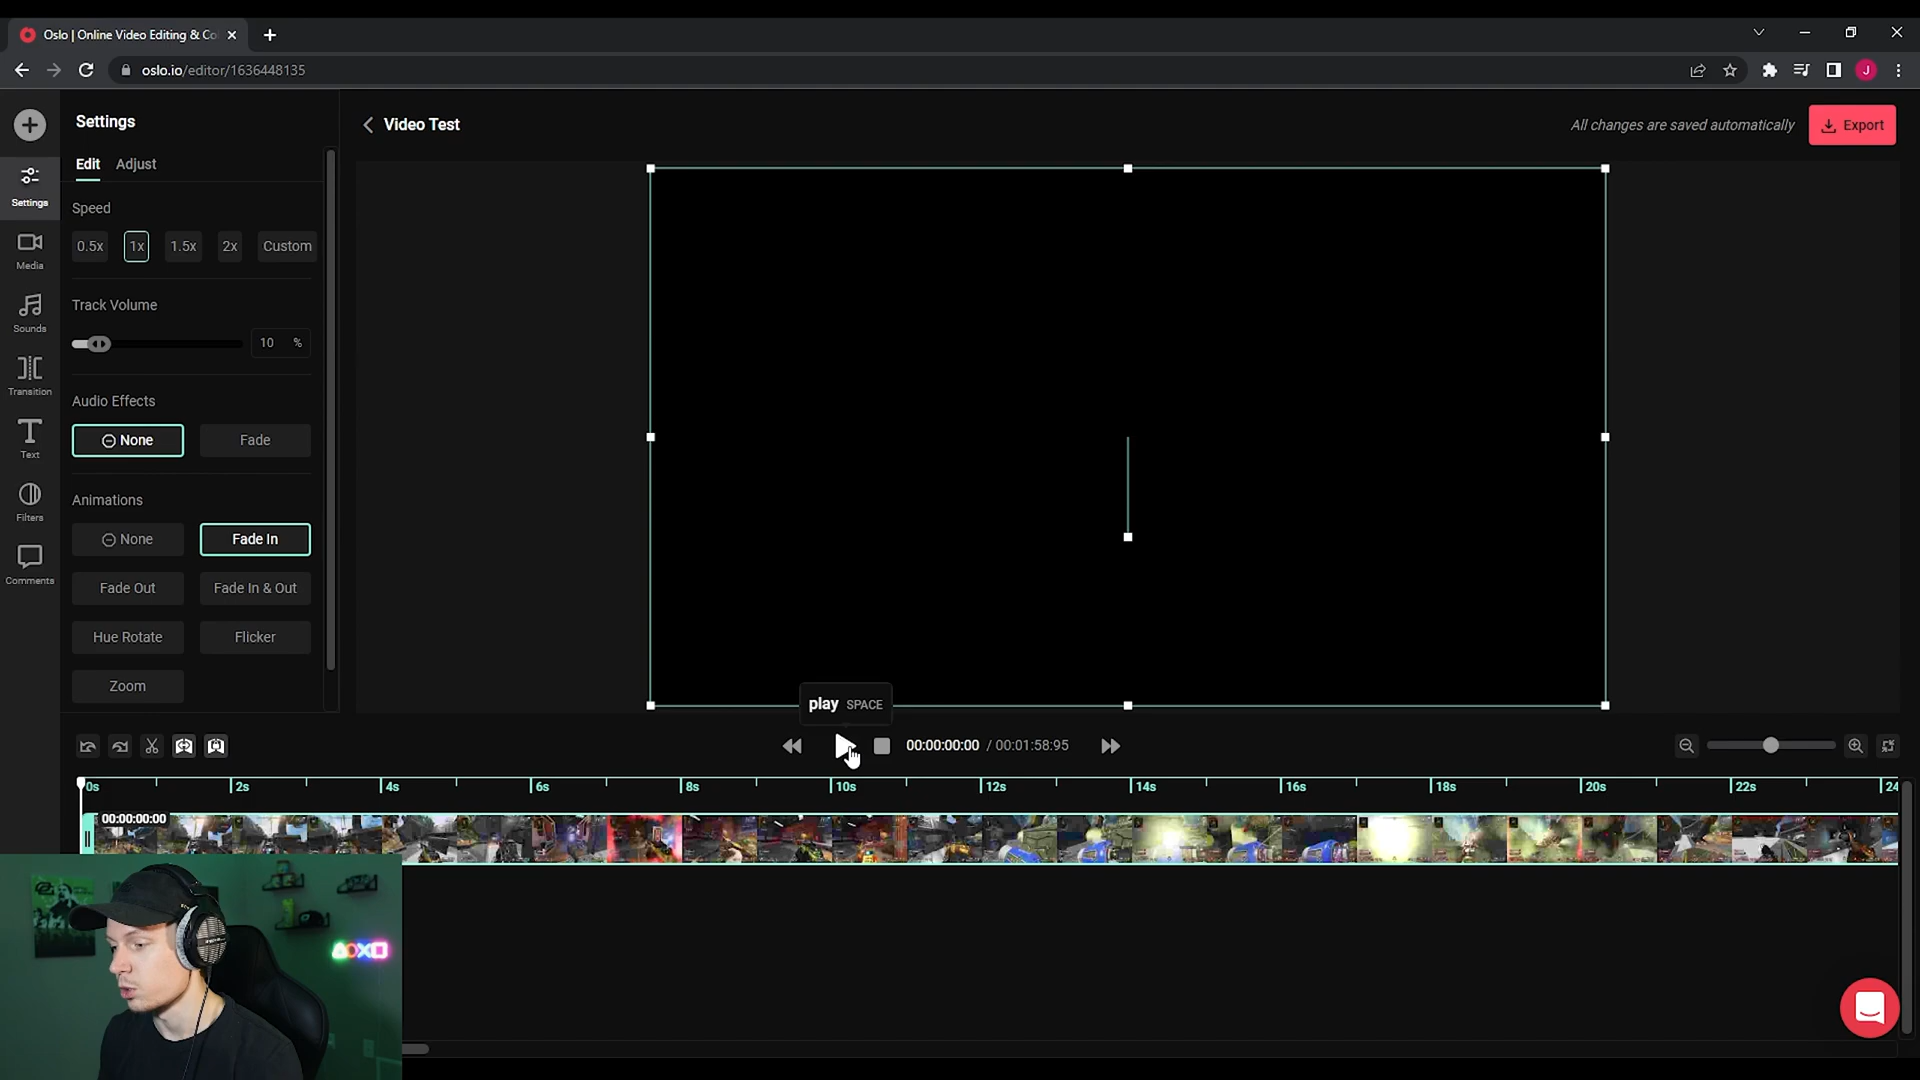 Oslo | Online Video Editing & Co
oslo.io/editor/1636448135
J
Settings
Video Test
All changes are saved automatically
Export
Edit
Adjust
Settings
Speed
0.5x
1x
1.5x
2x
Custom
Media
Track Volume
Sounds
10 %
Transition
Audio Effects
None
Fade
Text
Animations
Filters
None
Fade In
Comments
Fade Out
Fade In & Out
Hue Rotate
Flicker
Zoom
play SPACE
00:00:00:00 / 00:01:58:95
0s
2s
4s
6s
8s
10s
12s
14s
16s
18s
20s
22s
24
00:00:00:00